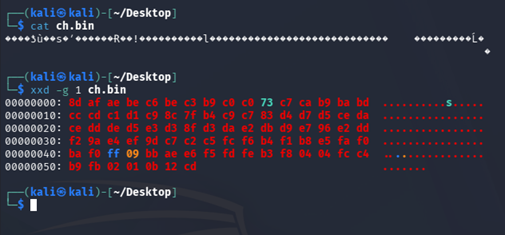 ┌──(kali㉿kali)-[~/Desktop]
└─$ cat ch.bin
┌──(kali㉿kali)-[~/Desktop]
└─$ xxd -g 1 ch.bin
00000000: 8d af ae be c6 be c3 b9 c0 c0 73 c7 ca b9 ba bd ..........s.....
00000010: cc cd c1 d1 c9 8c 7f b4 c9 c7 83 d4 d7 d5 ce da ................
00000020: ce dd de d5 e3 d3 8f d3 da e2 db d9 e7 96 e2 dd ................
00000030: f2 9a e4 ef 9d c7 c2 c5 fc f6 b4 f1 b8 e5 fa f0 ................
00000040: ba f0 ff 09 bb ae e6 f5 fd fe b3 f8 04 04 fc c4 ................
00000050: b9 fb 02 01 0b 12 cd .......
└─$